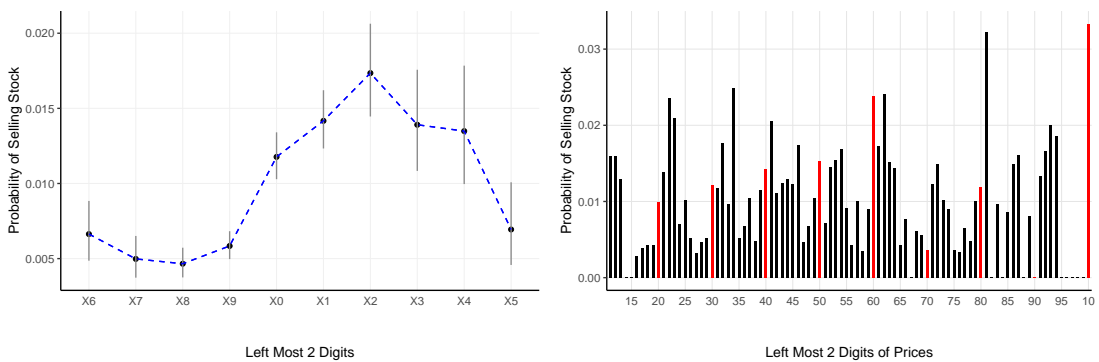 Probability of Selling Stock
0.020
0.015
0.010
0.005
X6 X7 X8 X9 X0 X1 X2 X3 X4 X5
Left Most 2 Digits
Probability of Selling Stock
0.03
0.02
0.01
0.00
15 20 25 30 35 40 45 50 55 60 65 70 75 80 85 90 95 10
Left Most 2 Digits of Prices